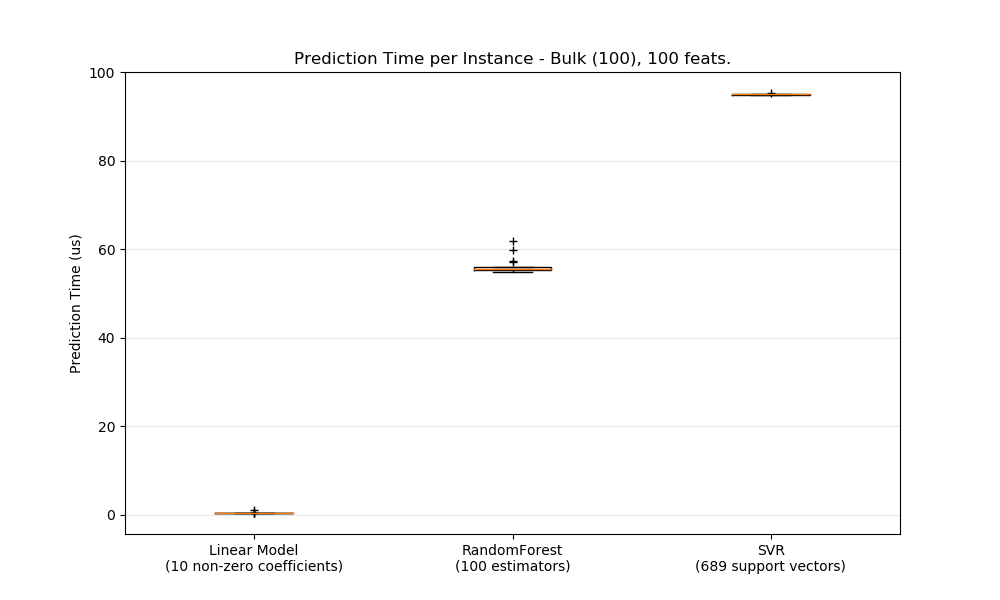 Prediction Time per Instance - Bulk (100), 100 feats.
100
80
60
40
20
0
Prediction Time (us)
Linear Model
(10 non-zero coefficients)
RandomForest
(100 estimators)
SVR
(689 support vectors)